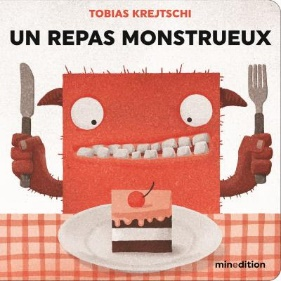 TOBIAS KREJTSCHI
UN REPAS MONSTRUEUX
minedition